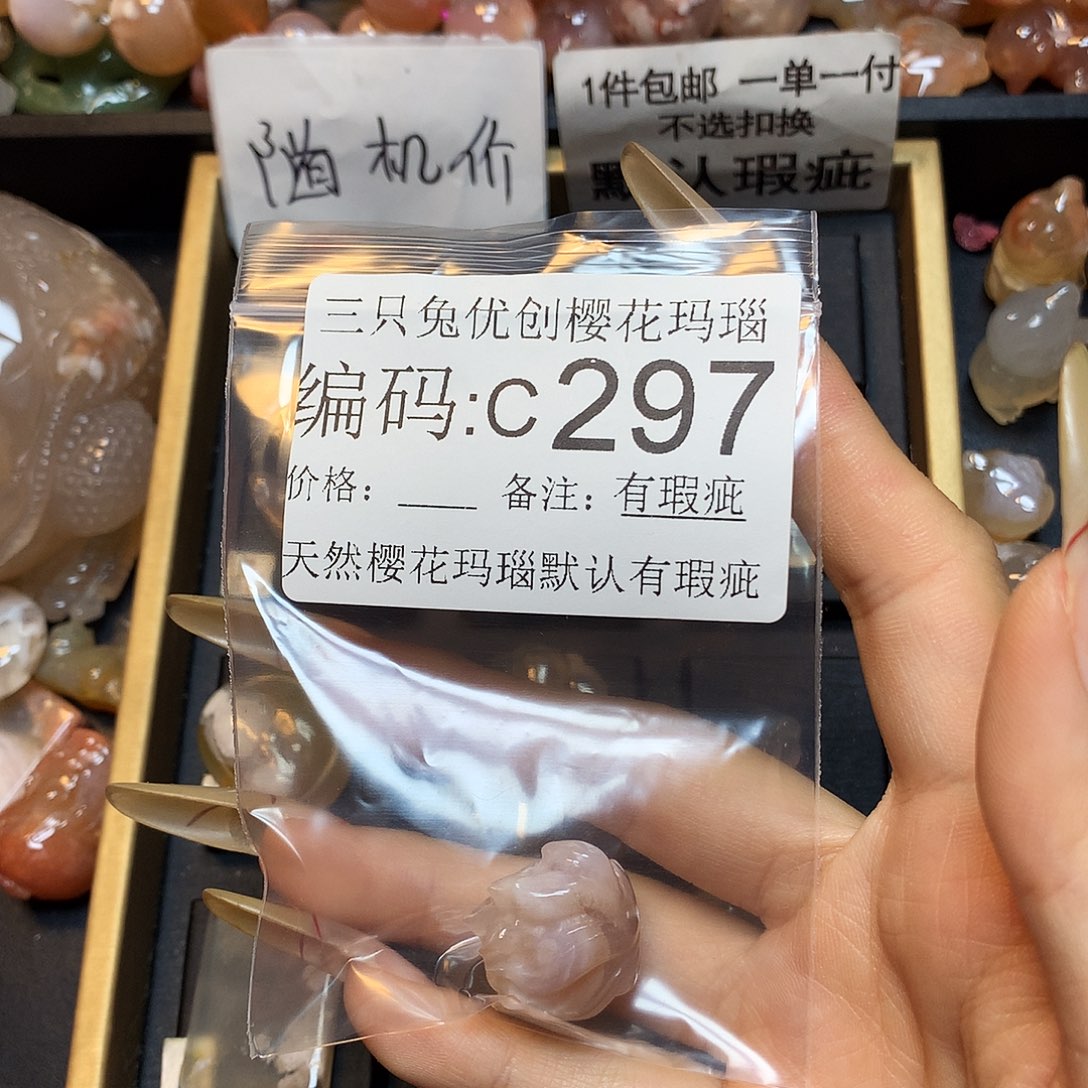 随机价
1件包邮 一单一付
不选扣换
默认瑕疵
三只兔优创樱花玛瑙
编码:C297
价格：____ 备注：有瑕疵
天然樱花玛瑙默认有瑕疵